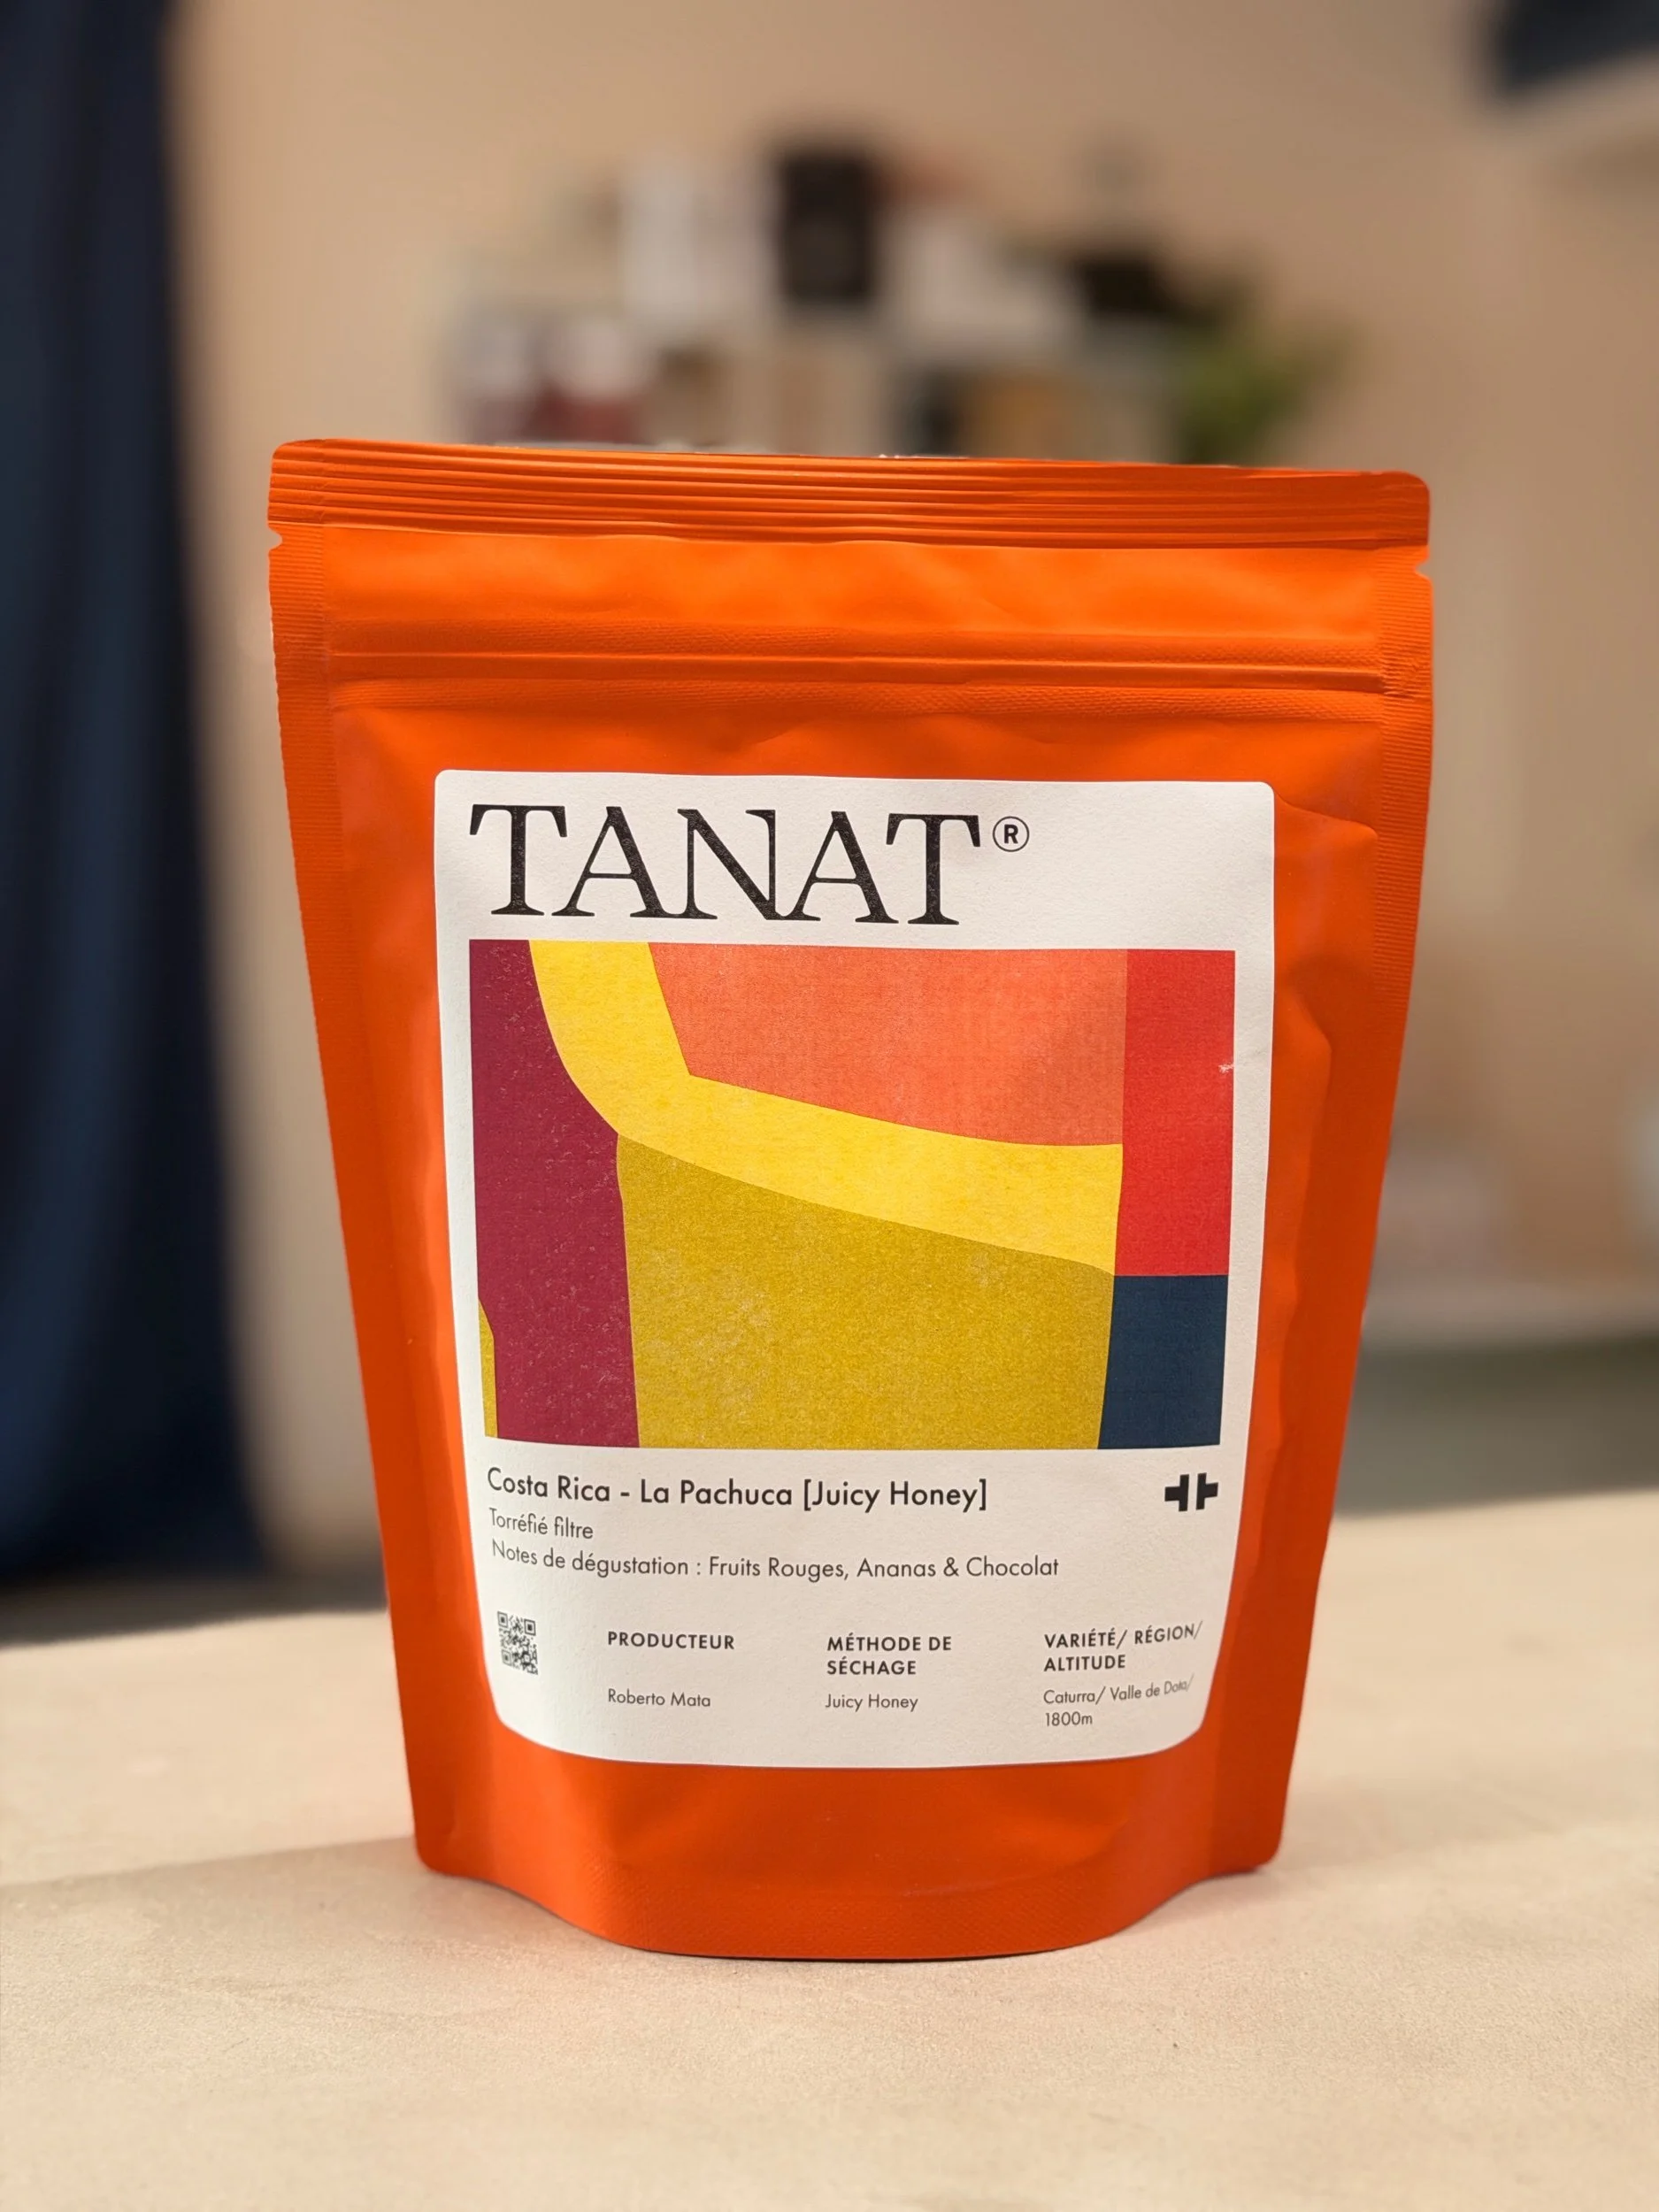 TANAT®
Costa Rica - La Pachuca [Juicy Honey]
Torréfié filtre
Notes de dégustation : Fruits Rouges, Ananas & Chocolat
PRODUCTEUR
Roberto Mata
MÉTHODE DE
SÉCHAGE
Juicy Honey
VARIÉTÉ/ RÉGION/
ALTITUDE
Caturra/ Valle de Dota/
1800m